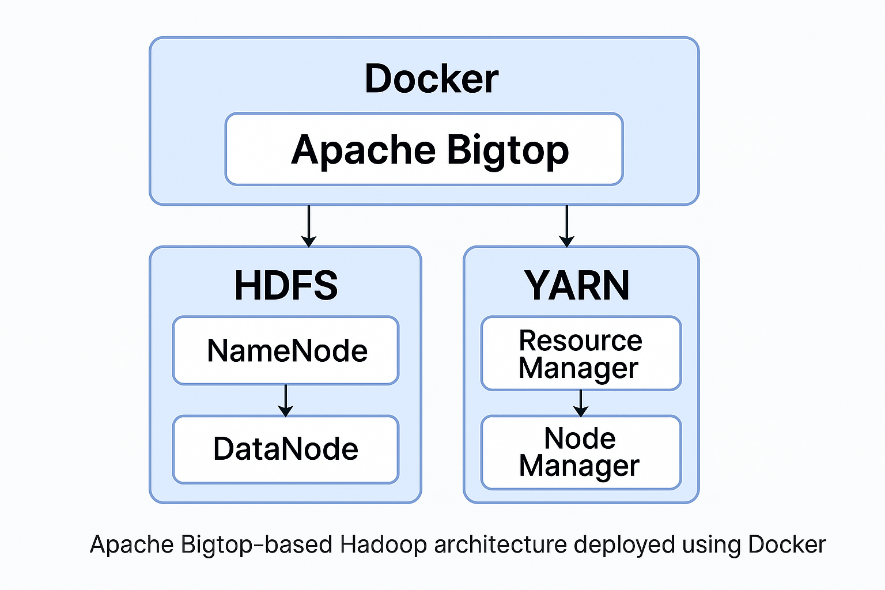 Docker
Apache Bigtop
HDFS
NameNode
DataNode
YARN
Resource
Manager
Node
Manager
Apache Bigtop-based Hadoop architecture deployed using Docker